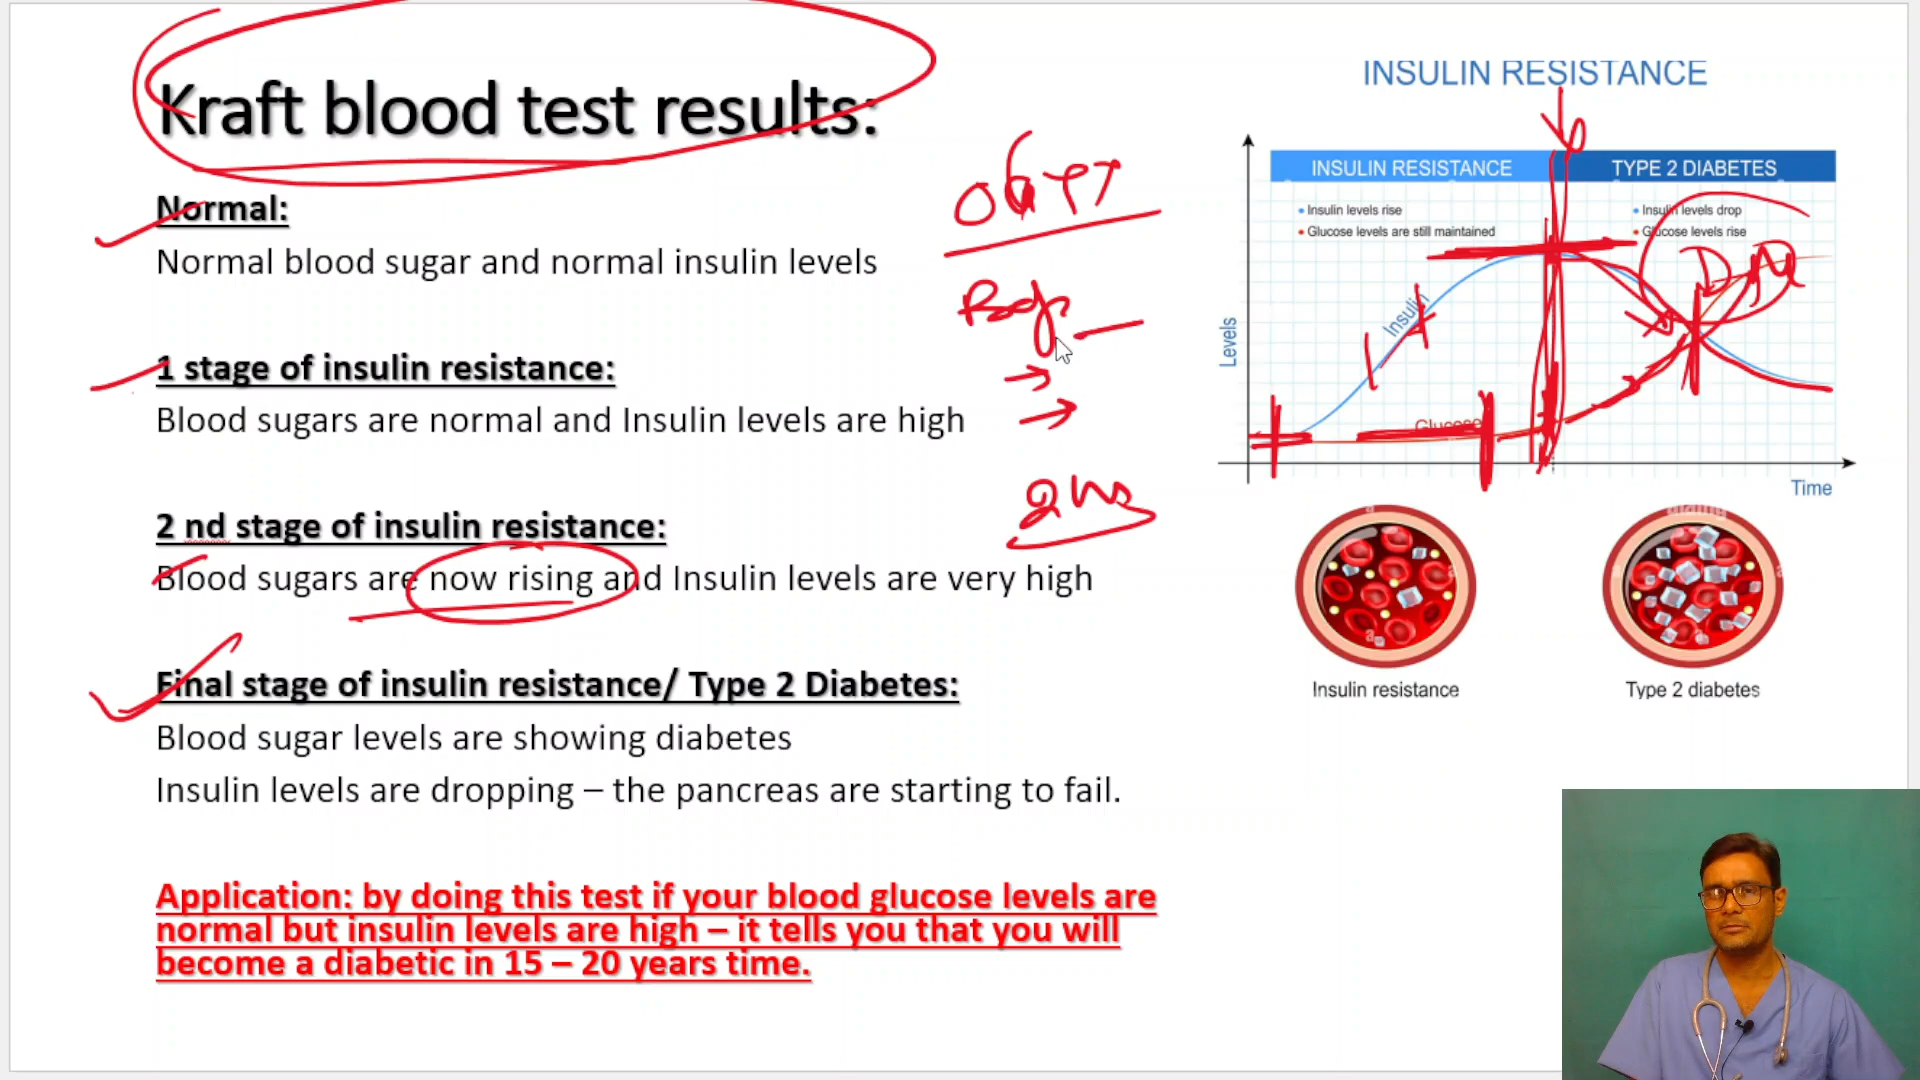 Kraft blood test results:
Normal:
Normal blood sugar and normal insulin levels
1 stage of insulin resistance:
Blood sugars are normal and Insulin levels are high
2 nd stage of insulin resistance:
Blood sugars are now rising and Insulin levels are very high
Final stage of insulin resistance/ Type 2 Diabetes:
Blood sugar levels are showing diabetes
Insulin levels are dropping – the pancreas are starting to fail.
Application: by doing this test if your blood glucose levels are
normal but insulin levels are high – it tells you that you will
become a diabetic in 15 – 20 years time.
INSULIN RESISTANCE
INSULIN RESISTANCE
Insulin levels rise
Glucose levels are still maintained
TYPE 2 DIABETES
Insulin levels drop
Glucose levels rise
Levels
Insulin
Glucose
Time
DM
Insulin resistance
Type 2 diabetes